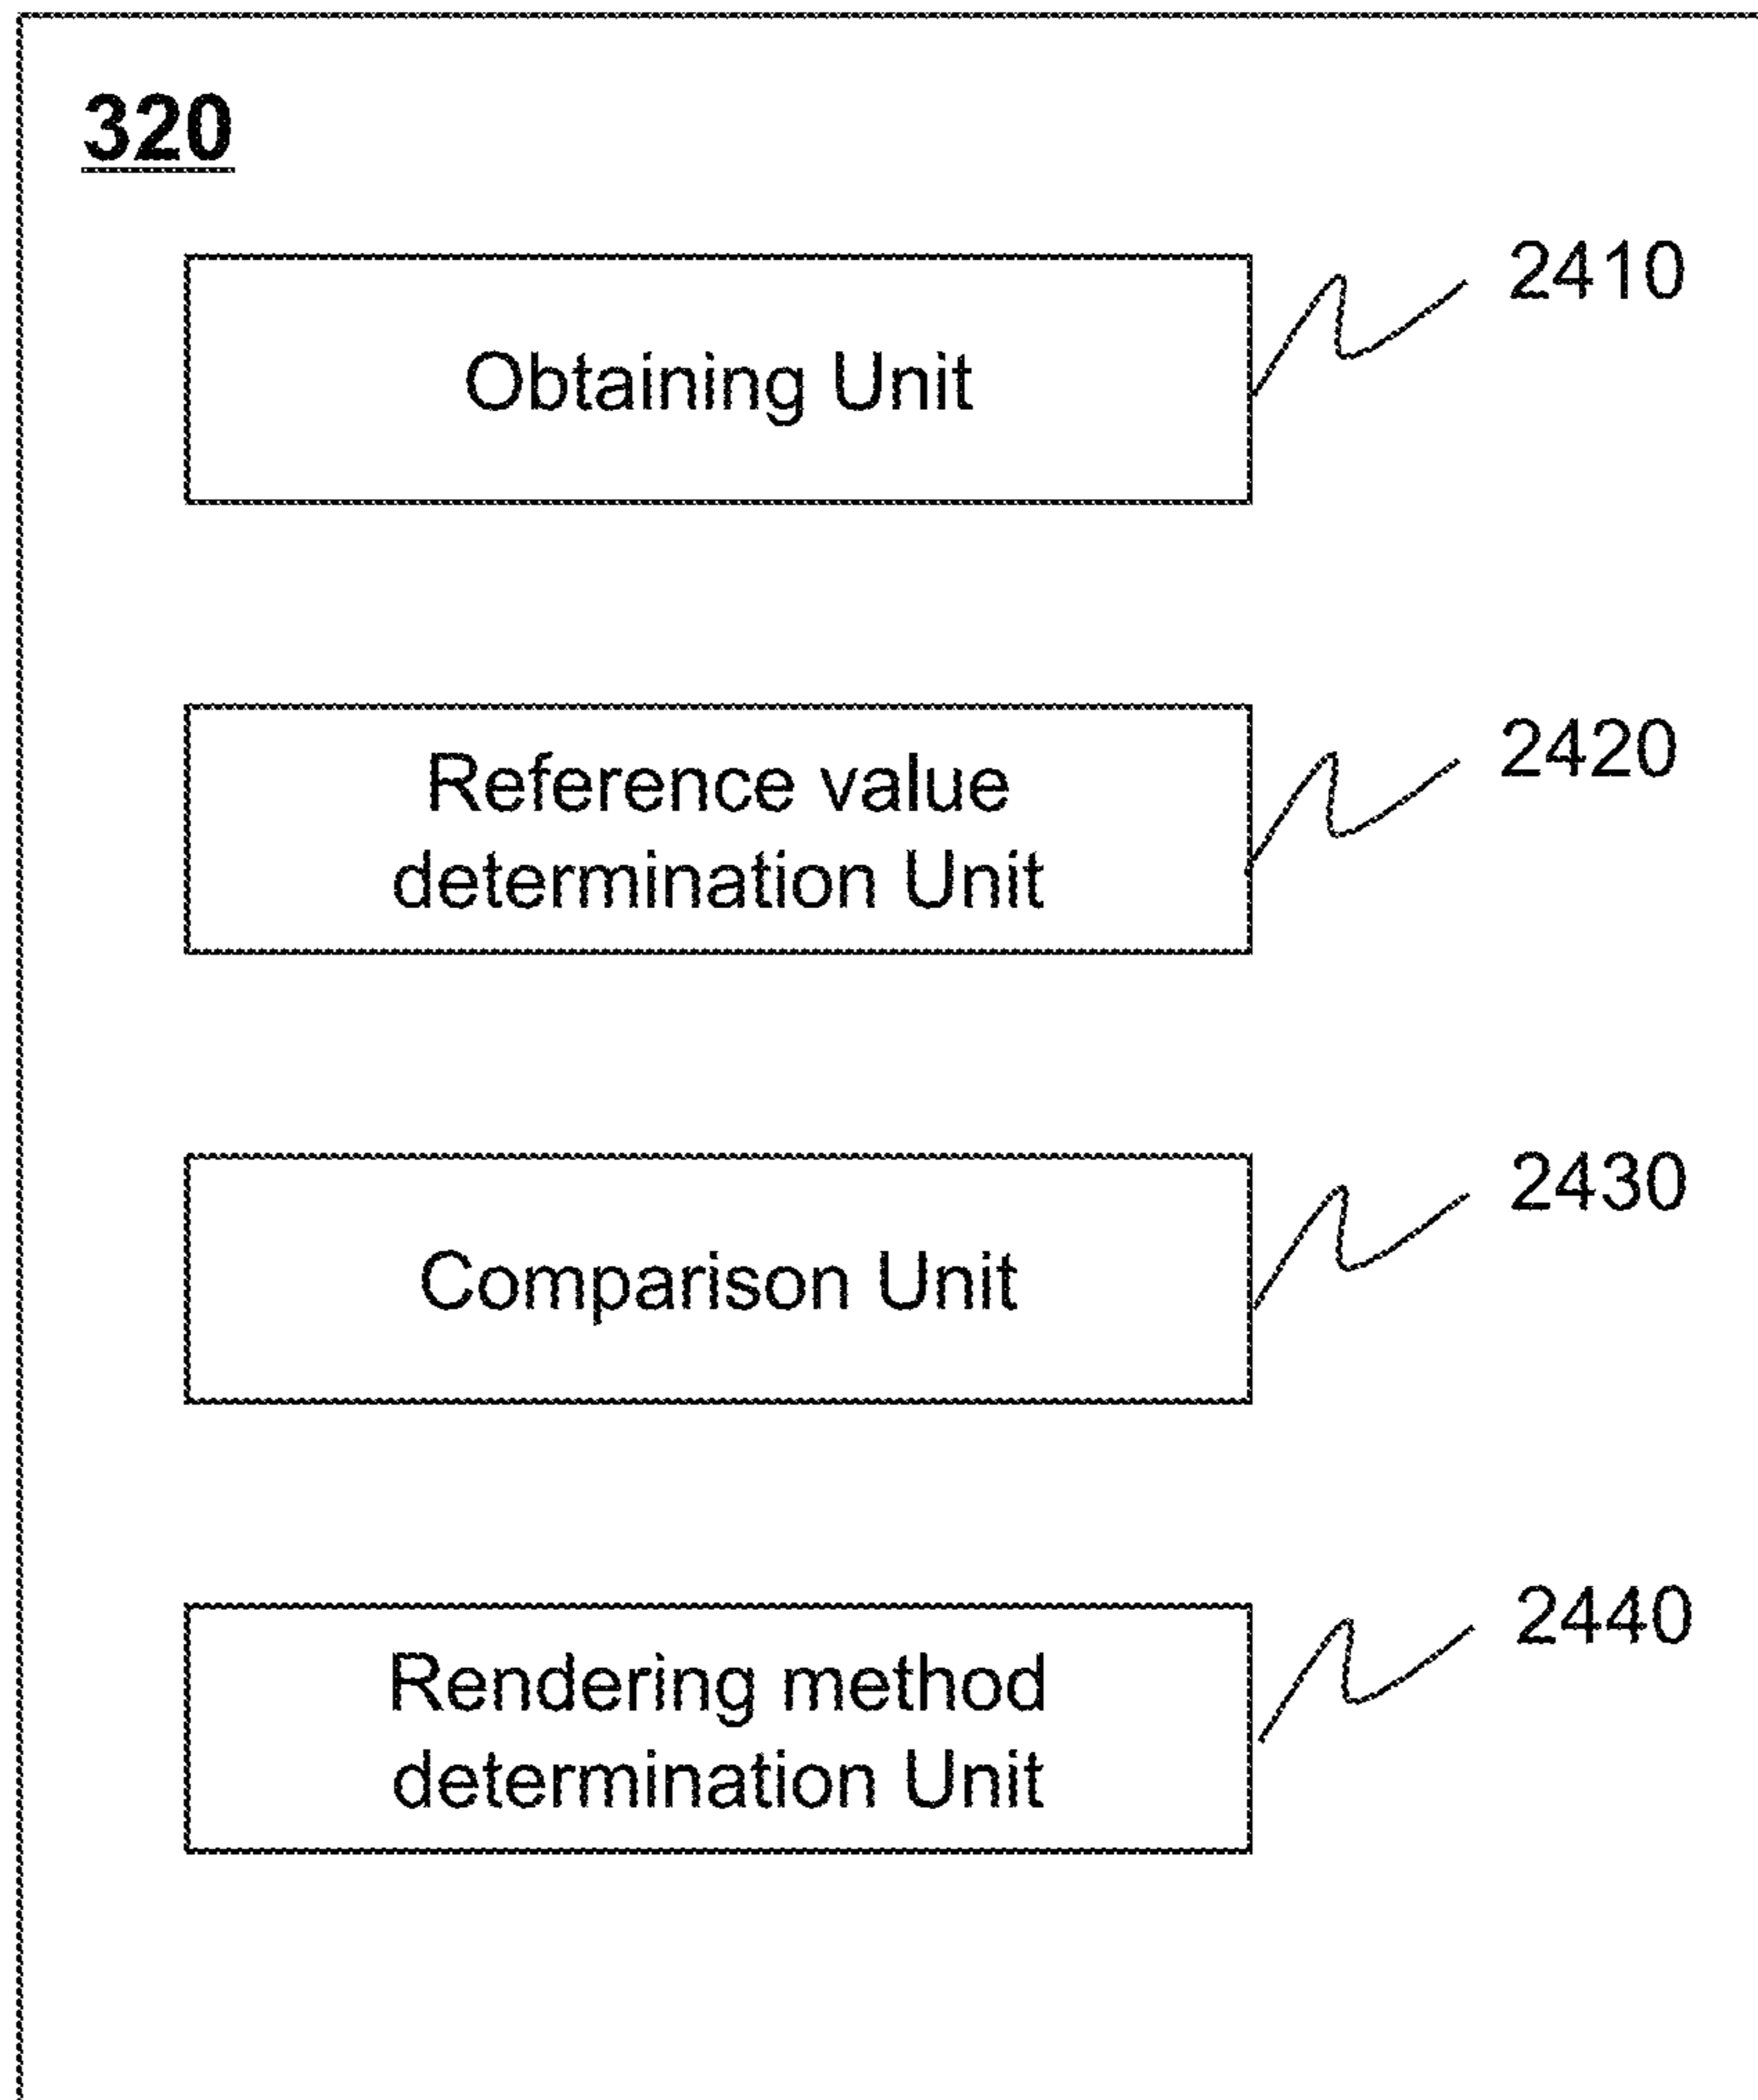 320
Obtaining Unit
2410
Reference value
determination Unit
2420
Comparison Unit
2430
Rendering method
determination Unit
2440